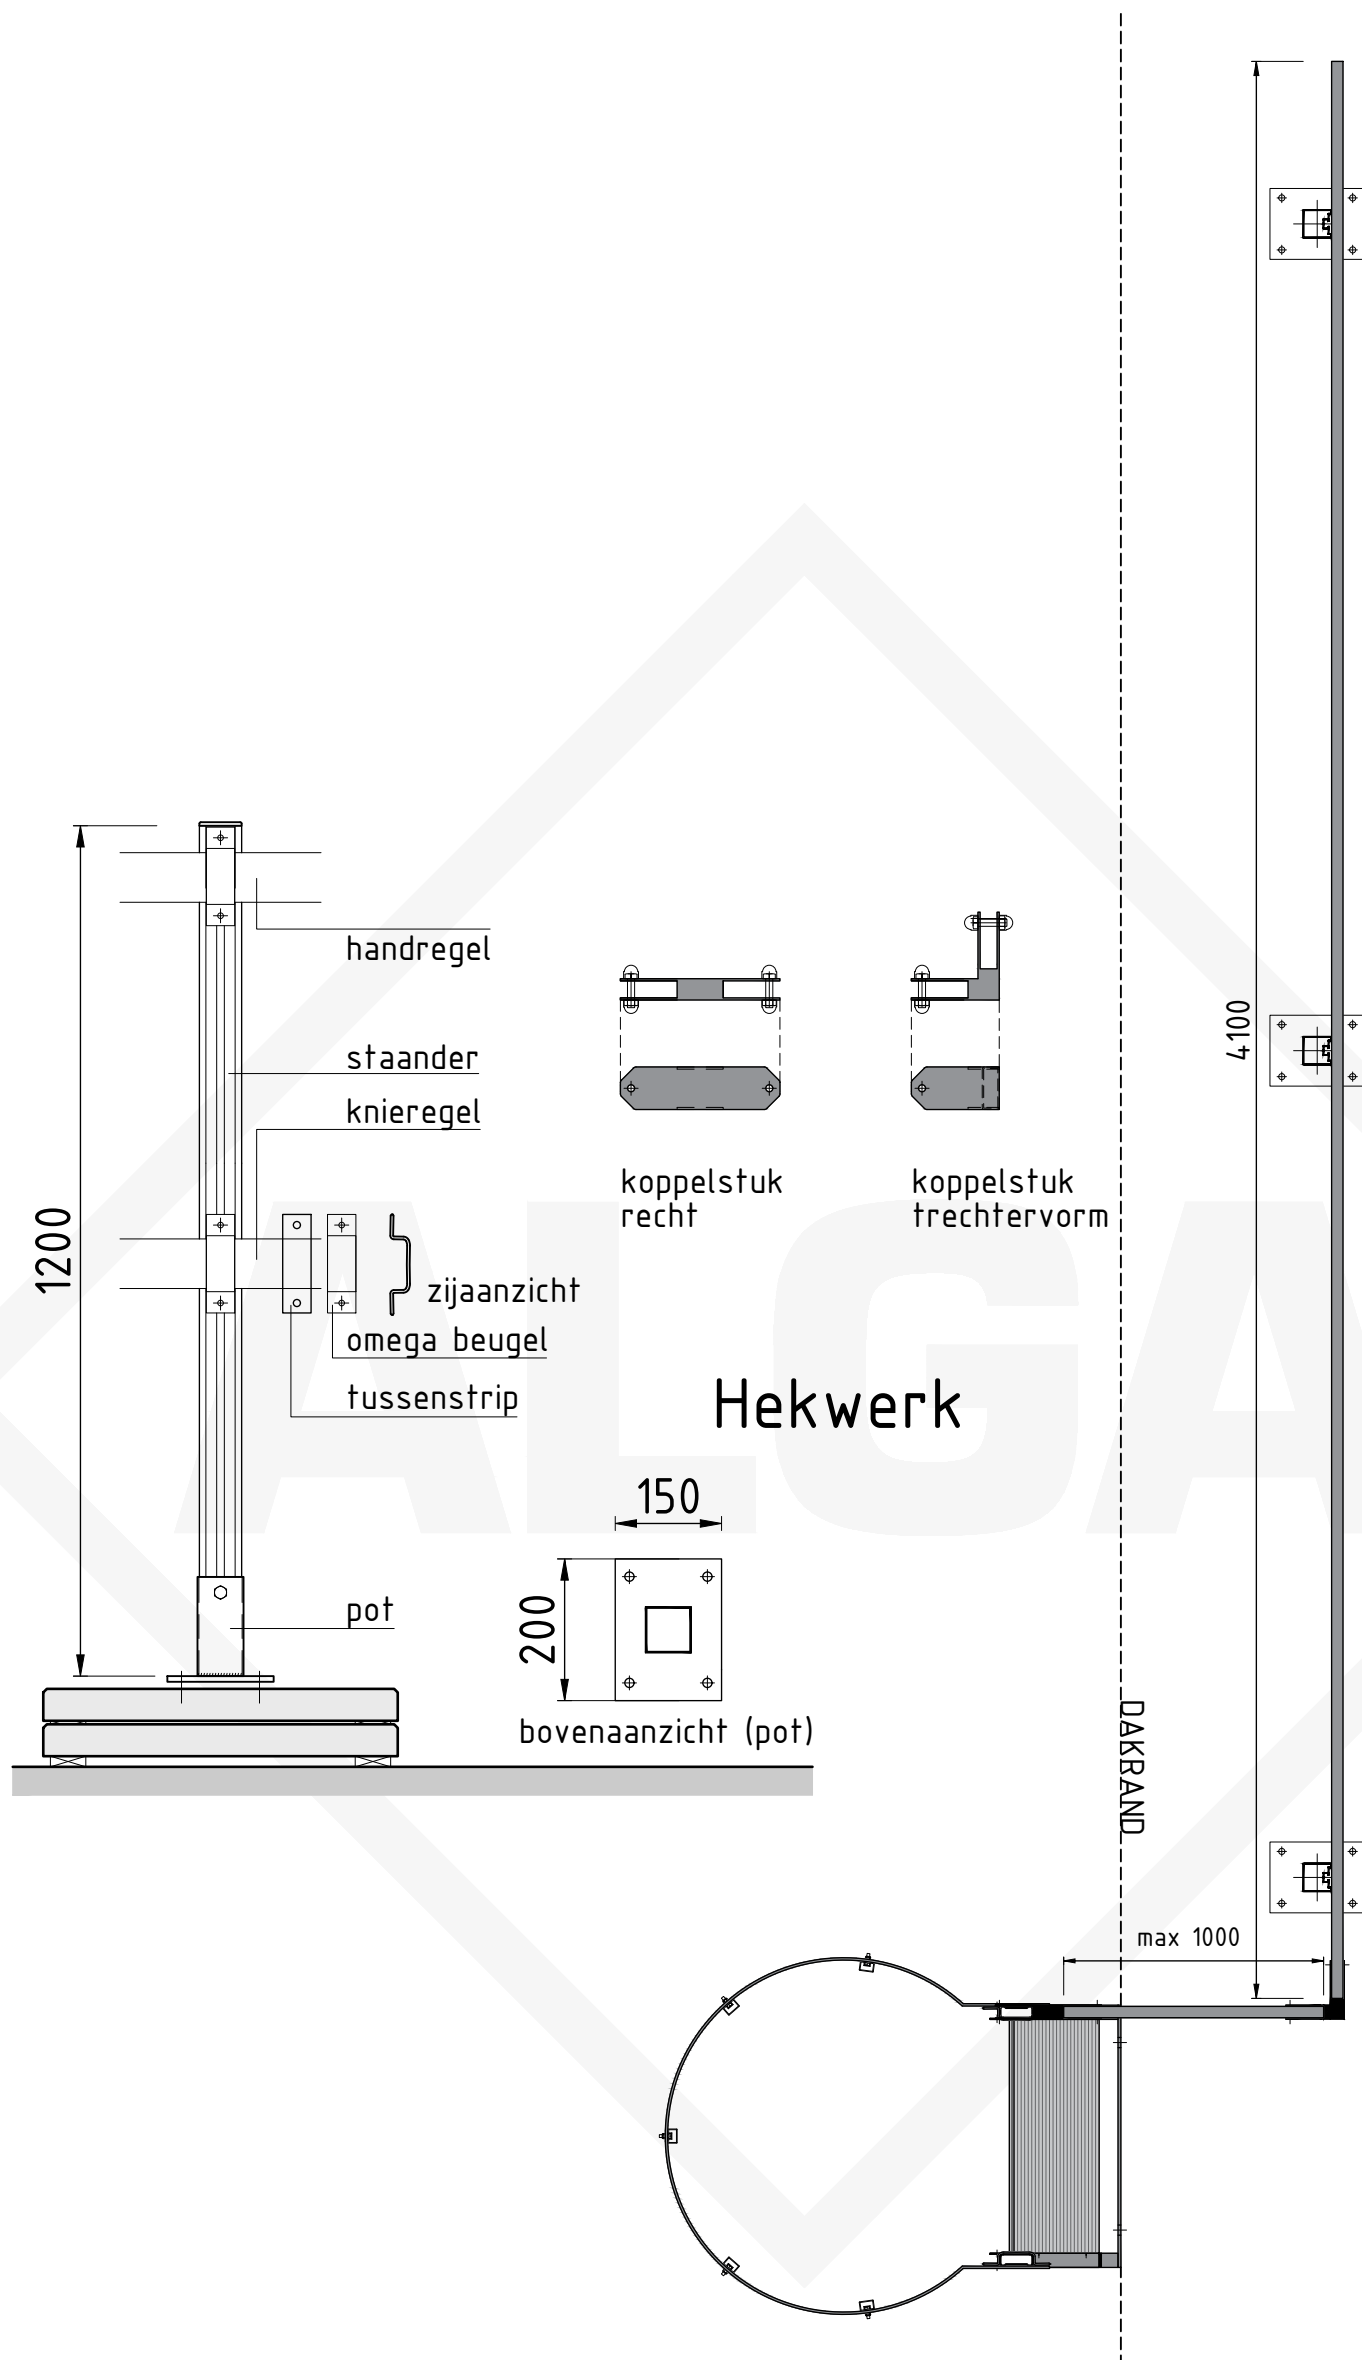 handregel
staander
knieregel
1200
zijaanzicht
omega beugel
tussenstrip
koppelstuk
recht
koppelstuk
trechtervorm
4100
Hekwerk
150
200
pot
bovenaanzicht (pot)
DAKRAND
max 1000
ALGA